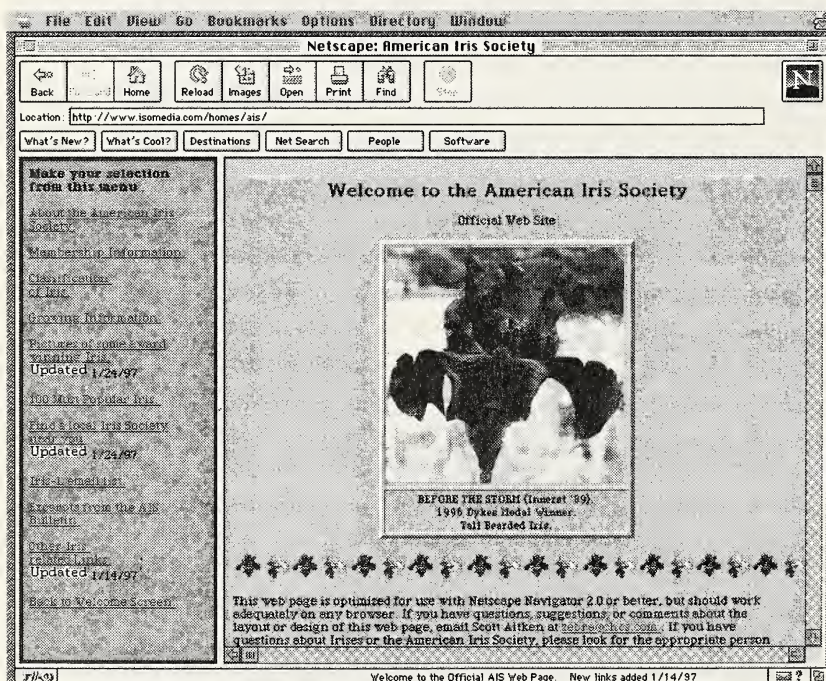 File Edit View Go Bookmarks Options Directory Window
Netscape: American Iris Society
Back Forward Home Reload Images Open Print Find Stop
N
Location: http://www.isomedia.com/homes/ais/
What's New? What's Cool? Destinations Net Search People Software
Make your selection
from this menu.
About the American Iris
Society
Membership Information
Classification
of Iris
Growing Information
Pictures of some award
winning Iris.
Updated 1/24/97
100 Most Popular Iris
Find a local Iris Society
near you
Updated 1/24/97
Iris-L email list
Excerpts from the AIS
Bulletin
Other Iris
related Links
Updated 1/14/97
Back to Welcome Screen
Welcome to the American Iris Society
Official Web Site
BEFORE THE STORM (Innerst '89).
1996 Dykes Medal Winner.
Tall Bearded Iris.
This web page is optimized for use with Netscape Navigator 2.0 or better, but should work
adequately on any browser. If you have questions, suggestions, or comments about the
layout or design of this web page, email Scott Aitken at zebra@hcs.com. If you have
questions about Irises or the American Iris Society, please look for the appropriate person
Welcome to the Official AIS Web Page. New links added 1/14/97
?